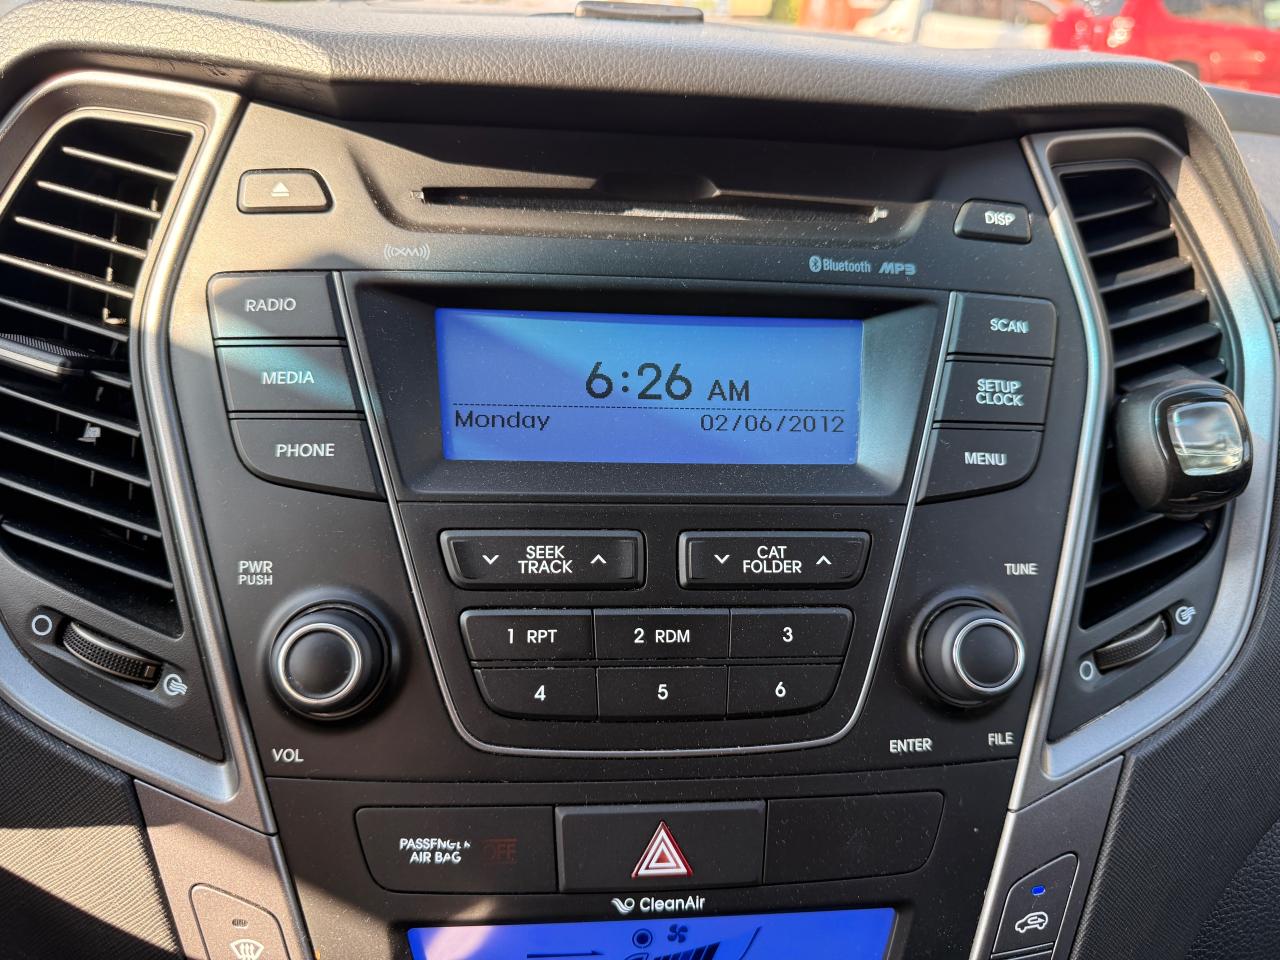 DISP
((XM))
Bluetooth MP3
RADIO
MEDIA
PHONE
6:26 AM
Monday 02/06/2012
SCAN
SETUP
CLOCK
MENU
SEEK
TRACK
CAT
FOLDER
PWR
PUSH
TUNE
1 RPT
2 RDM
3
4
5
6
VOL
ENTER
FILE
PASSENGER
AIR BAG
OFF
CleanAir